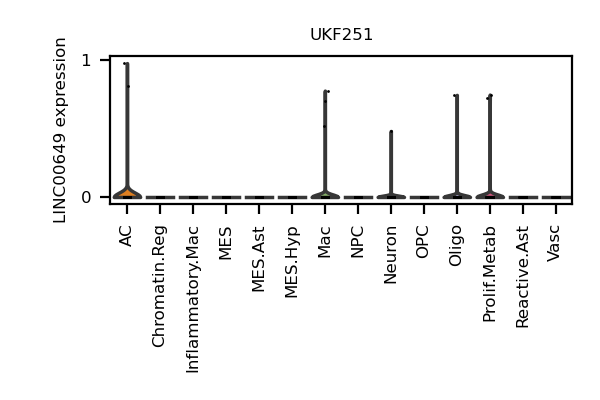 UKF251
LINC00649 expression
1
0
AC
Chromatin.Reg
Inflammatory.Mac
MES
MES.Ast
MES.Hyp
Mac
NPC
Neuron
OPC
Oligo
Prolif.Metab
Reactive.Ast
Vasc